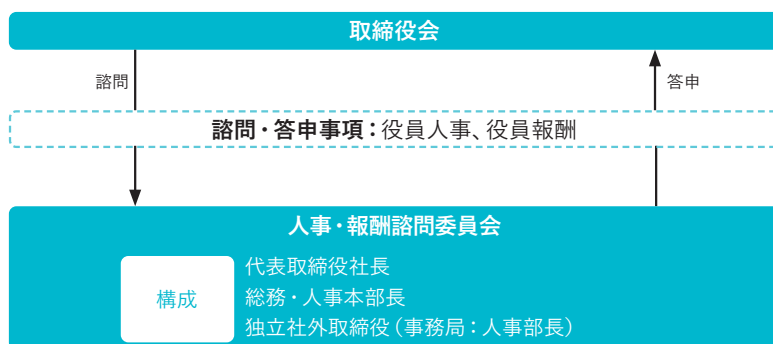 取締役会
諮問
答申
諮問・答申事項：役員人事、役員報酬
人事・報酬諮問委員会
構成
代表取締役社長
総務・人事本部長
独立社外取締役（事務局：人事部長）